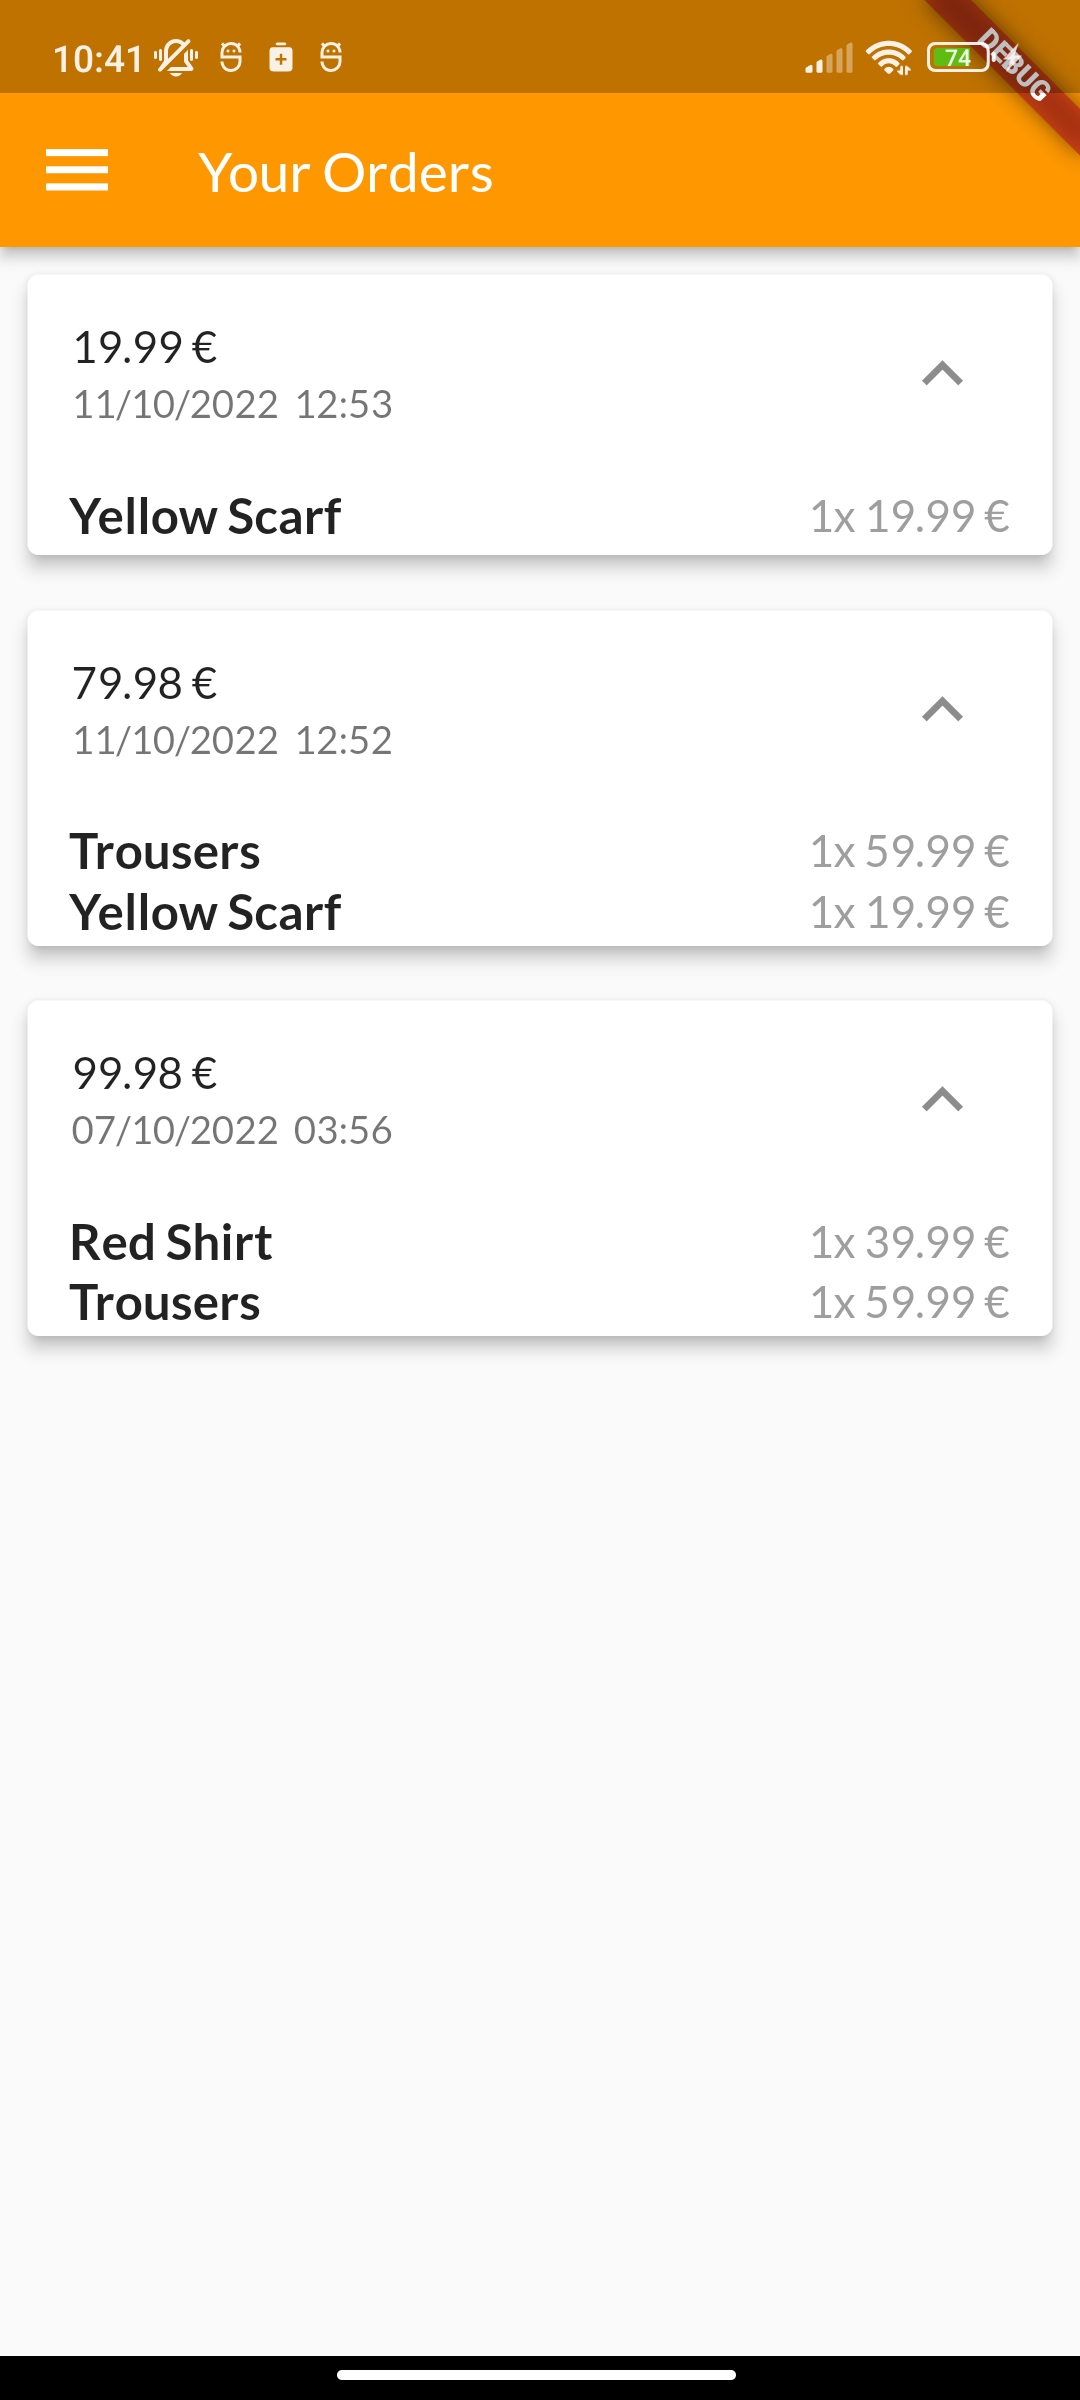 10:41
74
DEBUG
Your Orders
19.99 €
11/10/2022 12:53
Yellow Scarf 1x 19.99 €
79.98 €
11/10/2022 12:52
Trousers 1x 59.99 €
Yellow Scarf 1x 19.99 €
99.98 €
07/10/2022 03:56
Red Shirt 1x 39.99 €
Trousers 1x 59.99 €